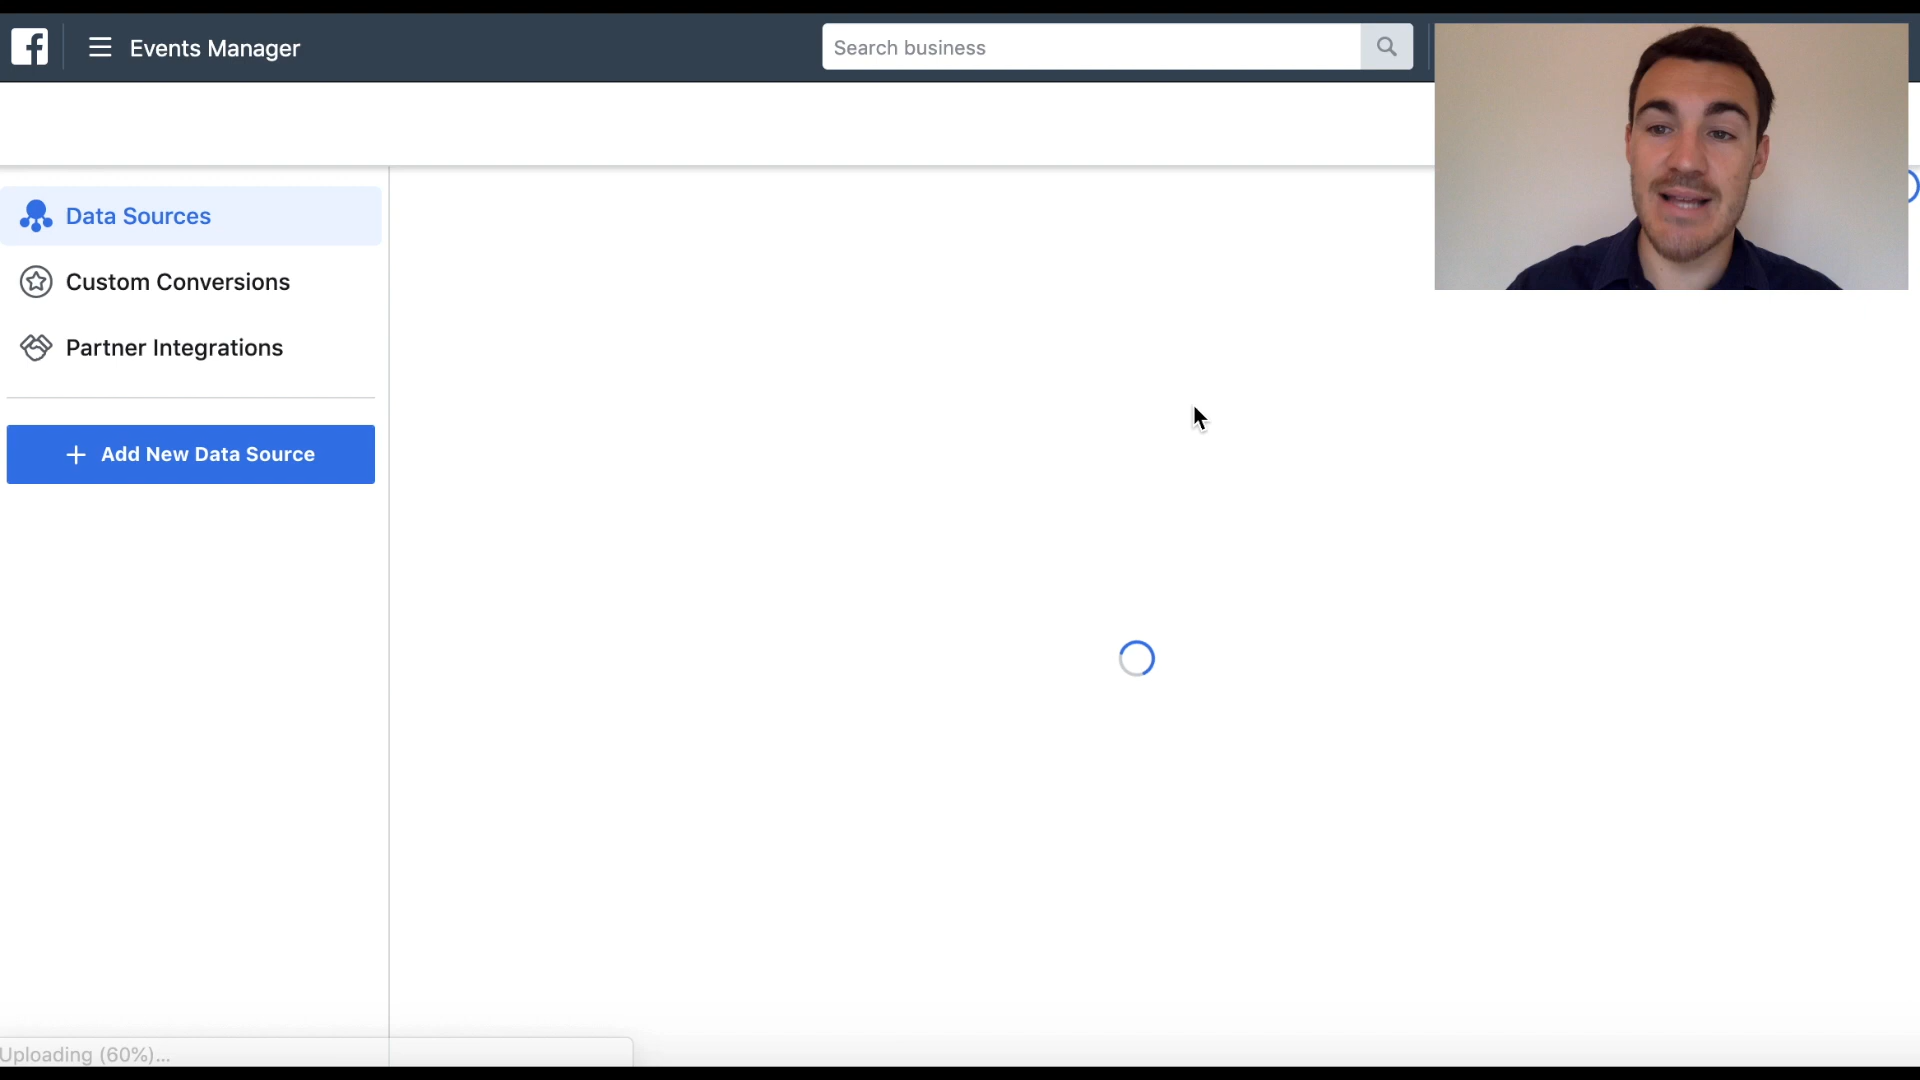 Events Manager
Search business
Data Sources
Custom Conversions
Partner Integrations
+ Add New Data Source
Uploading (60%)...